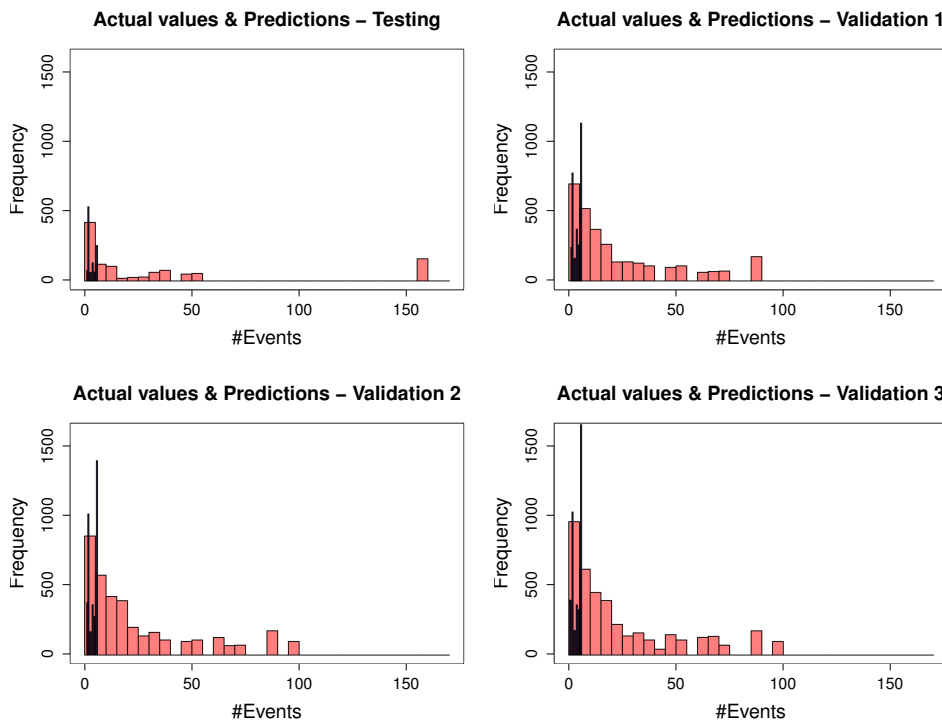 Actual values & Predictions − Testing
Frequency
1500
1000
500
0
0 50 100 150
#Events
Actual values & Predictions − Validation 1
Frequency
1500
1000
500
0
0 50 100 150
#Events
Actual values & Predictions − Validation 2
Frequency
1500
1000
500
0
0 50 100 150
#Events
Actual values & Predictions − Validation 3
Frequency
1500
1000
500
0
0 50 100 150
#Events